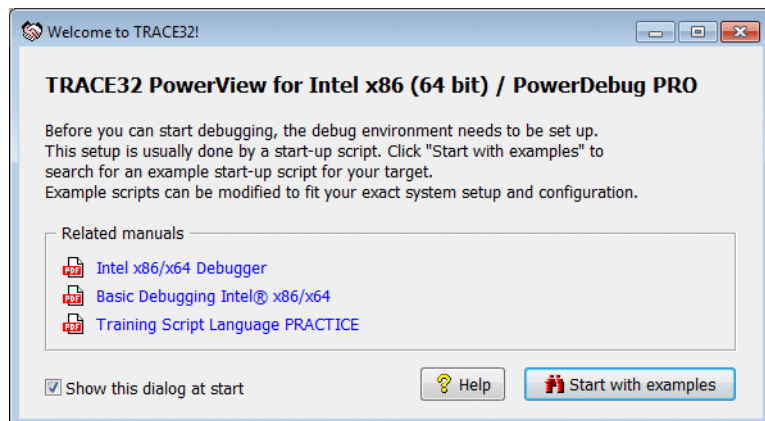 Welcome to TRACE32!
TRACE32 PowerView for Intel x86 (64 bit) / PowerDebug PRO
Before you can start debugging, the debug environment needs to be set up.
This setup is usually done by a start-up script. Click "Start with examples" to
search for an example start-up script for your target.
Example scripts can be modified to fit your exact system setup and configuration.
Related manuals
PDF Intel x86/x64 Debugger
PDF Basic Debugging Intel® x86/x64
PDF Training Script Language PRACTICE
Show this dialog at start
? Help
Start with examples